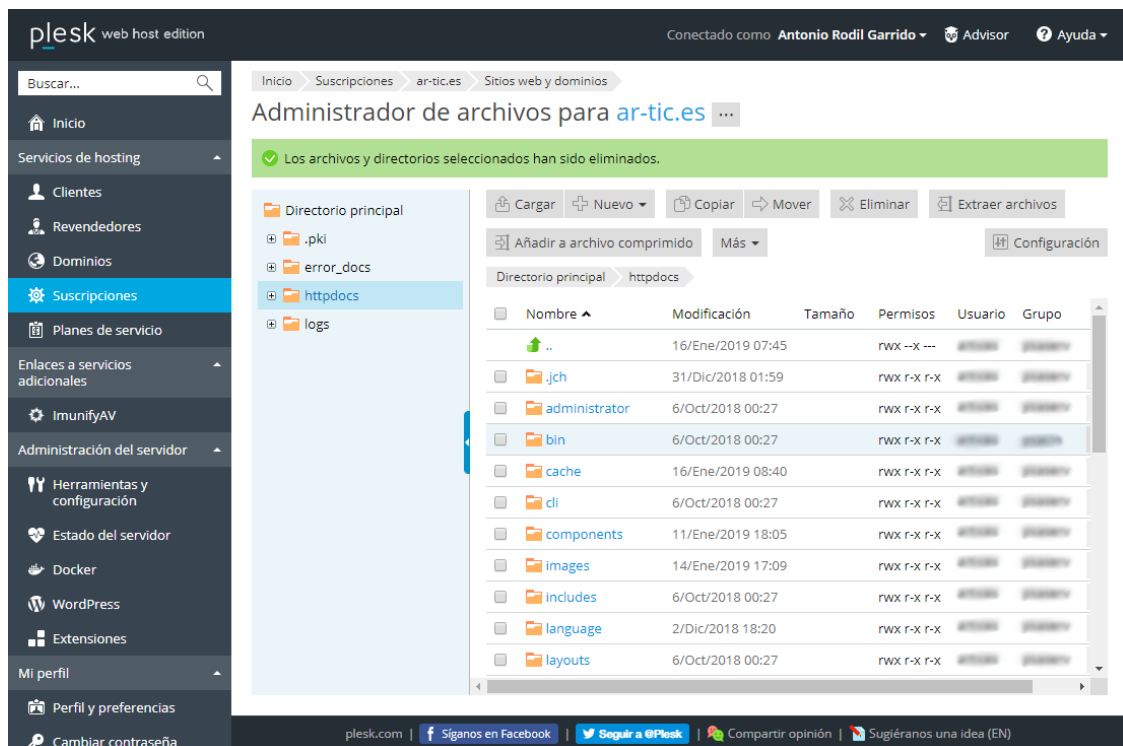 plesk web host edition
Conectado como Antonio Rodil Garrido
Advisor
Ayuda
Buscar...
Inicio
Servicios de hosting
Clientes
Revendedores
Dominios
Suscripciones
Planes de servicio
Enlaces a servicios
adicionales
ImunifyAV
Administración del servidor
Herramientas y
configuración
Estado del servidor
Docker
WordPress
Extensiones
Mi perfil
Perfil y preferencias
Cambiar contraseña
Inicio Suscripciones ar-tic.es Sitios web y dominios
Administrador de archivos para ar-tic.es ...
Los archivos y directorios seleccionados han sido eliminados.
Directorio principal
.pki
error_docs
httpdocs
logs
Cargar Nuevo Copiar Mover Eliminar Extraer archivos
Añadir a archivo comprimido Más Configuración
Directorio principal httpdocs
Nombre Modificación Tamaño Permisos Usuario Grupo
.. 16/Ene/2019 07:45 rwx --x ---
.jch 31/Dic/2018 01:59 rwx r-x r-x
administrator 6/Oct/2018 00:27 rwx r-x r-x
bin 6/Oct/2018 00:27 rwx r-x r-x
cache 16/Ene/2019 08:40 rwx r-x r-x
cli 6/Oct/2018 00:27 rwx r-x r-x
components 11/Ene/2019 18:05 rwx r-x r-x
images 14/Ene/2019 17:09 rwx r-x r-x
includes 6/Oct/2018 00:27 rwx r-x r-x
language 2/Dic/2018 18:20 rwx r-x r-x
layouts 6/Oct/2018 00:27 rwx r-x r-x
plesk.com | Síganos en Facebook | Seguir a @Plesk | Compartir opinión | Sugiéranos una idea (EN)